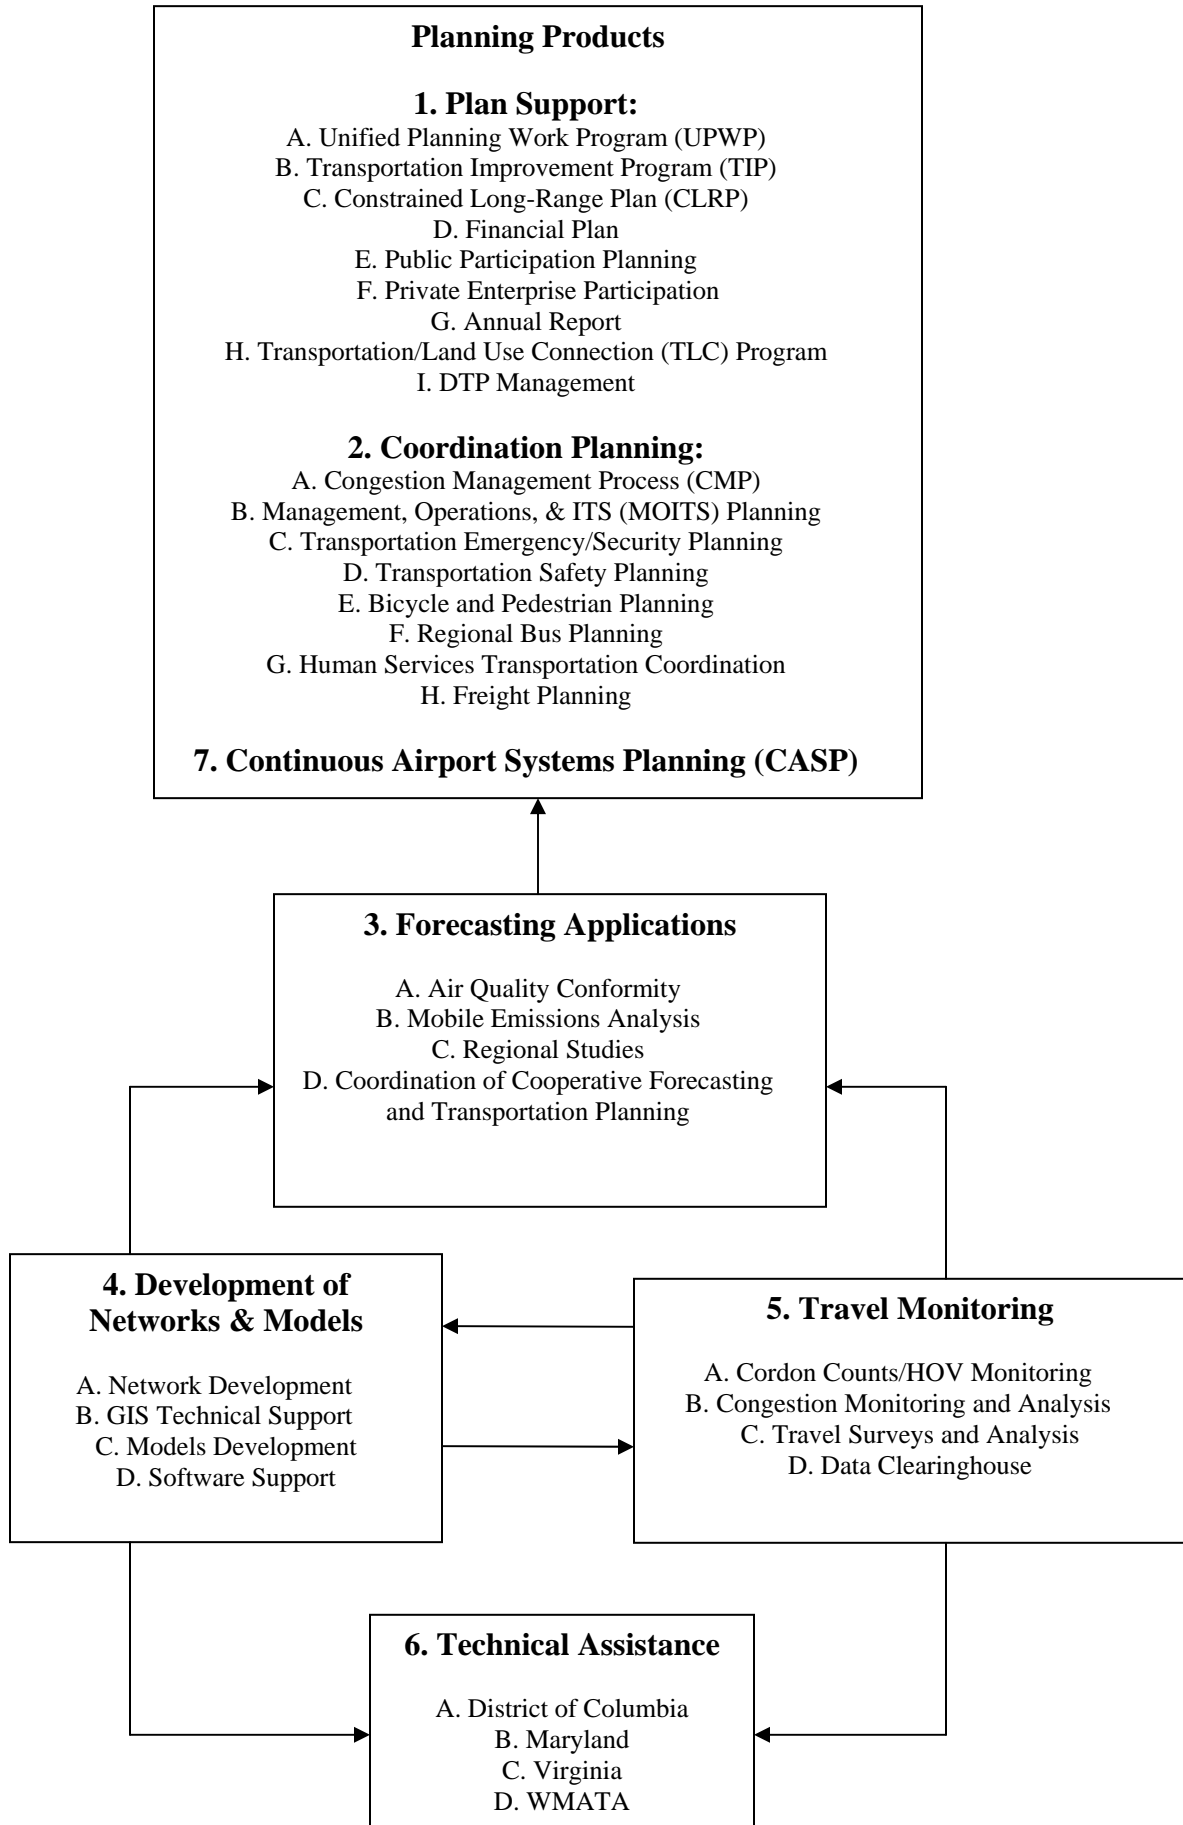 Planning Products
1. Plan Support:
A. Unified Planning Work Program (UPWP)
B. Transportation Improvement Program (TIP)
C. Constrained Long-Range Plan (CLRP)
D. Financial Plan
E. Public Participation Planning
F. Private Enterprise Participation
G. Annual Report
H. Transportation/Land Use Connection (TLC) Program
I. DTP Management
2. Coordination Planning:
A. Congestion Management Process (CMP)
B. Management, Operations, & ITS (MOITS) Planning
C. Transportation Emergency/Security Planning
D. Transportation Safety Planning
E. Bicycle and Pedestrian Planning
F. Regional Bus Planning
G. Human Services Transportation Coordination
H. Freight Planning
7. Continuous Airport Systems Planning (CASP)
3. Forecasting Applications
A. Air Quality Conformity
B. Mobile Emissions Analysis
C. Regional Studies
D. Coordination of Cooperative Forecasting
and Transportation Planning
4. Development of
Networks & Models
A. Network Development
B. GIS Technical Support
C. Models Development
D. Software Support
5. Travel Monitoring
A. Cordon Counts/HOV Monitoring
B. Congestion Monitoring and Analysis
C. Travel Surveys and Analysis
D. Data Clearinghouse
6. Technical Assistance
A. District of Columbia
B. Maryland
C. Virginia
D. WMATA